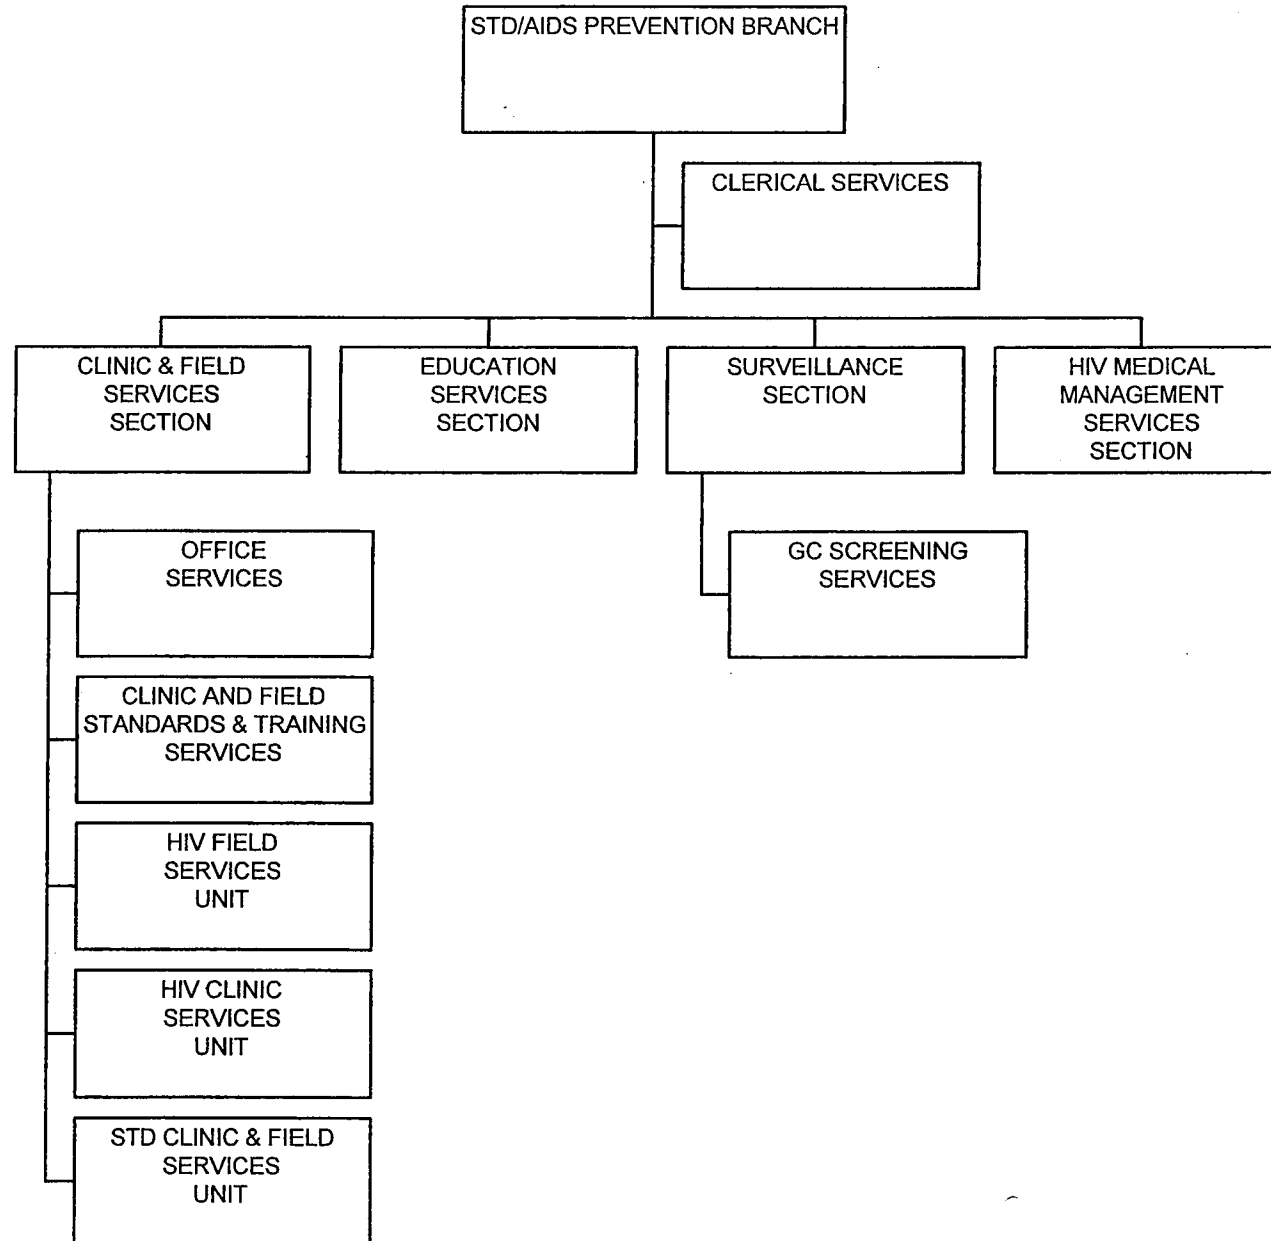 STD/AIDS PREVENTION BRANCH
CLERICAL SERVICES
CLINIC & FIELD
SERVICES
SECTION
EDUCATION
SERVICES
SECTION
SURVEILLANCE
SECTION
HIV MEDICAL
MANAGEMENT
SERVICES
SECTION
OFFICE
SERVICES
GC SCREENING
SERVICES
CLINIC AND FIELD
STANDARDS & TRAINING
SERVICES
HIV FIELD
SERVICES
UNIT
HIV CLINIC
SERVICES
UNIT
STD CLINIC & FIELD
SERVICES
UNIT